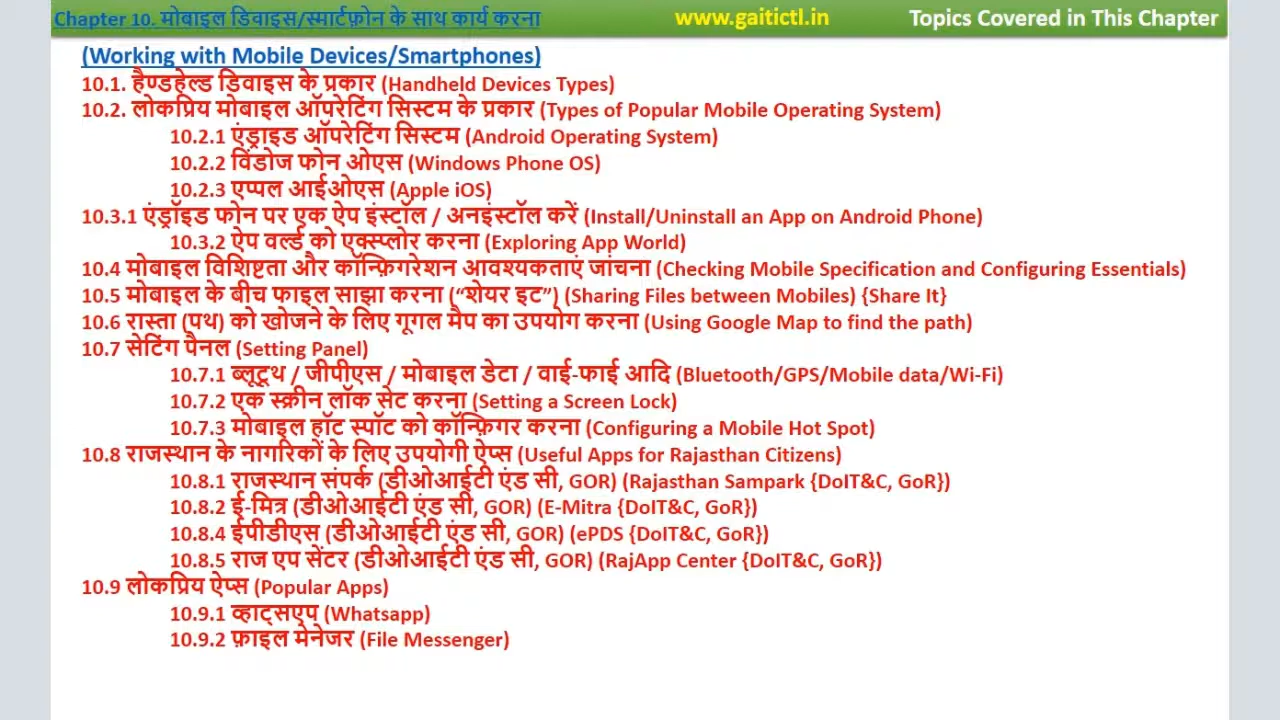 Chapter 10. मोबाइल डिवाइस/स्मार्टफ़ोन के साथ कार्य करना www.gaitictl.in Topics Covered in This Chapter
(Working with Mobile Devices/Smartphones)
10.1. हैण्डहेल्ड डिवाइस के प्रकार (Handheld Devices Types)
10.2. लोकप्रिय मोबाइल ऑपरेटिंग सिस्टम के प्रकार (Types of Popular Mobile Operating System)
10.2.1 एंड्राइड ऑपरेटिंग सिस्टम (Android Operating System)
10.2.2 विंडोज फोन ओएस (Windows Phone OS)
10.2.3 एप्पल आईओएस (Apple iOS)
10.3.1 एंड्रॉइड फोन पर एक ऐप इंस्टॉल / अनइंस्टॉल करें (Install/Uninstall an App on Android Phone)
10.3.2 ऐप वर्ल्ड को एक्स्प्लोर करना (Exploring App World)
10.4 मोबाइल विशिष्टता और कॉन्फ़िगरेशन आवश्यकताएं जांचना (Checking Mobile Specification and Configuring Essentials)
10.5 मोबाइल के बीच फाइल साझा करना (“शेयर इट”) (Sharing Files between Mobiles) {Share It}
10.6 रास्ता (पथ) को खोजने के लिए गूगल मैप का उपयोग करना (Using Google Map to find the path)
10.7 सेटिंग पैनल (Setting Panel)
10.7.1 ब्लूटूथ / जीपीएस / मोबाइल डेटा / वाई-फाई आदि (Bluetooth/GPS/Mobile data/Wi-Fi)
10.7.2 एक स्क्रीन लॉक सेट करना (Setting a Screen Lock)
10.7.3 मोबाइल हॉट स्पॉट को कॉन्फ़िगर करना (Configuring a Mobile Hot Spot)
10.8 राजस्थान के नागरिकों के लिए उपयोगी ऐप्स (Useful Apps for Rajasthan Citizens)
10.8.1 राजस्थान संपर्क (डीओआईटी एंड सी, GOR) (Rajasthan Sampark {DoIT&C, GoR})
10.8.2 ई-मित्र (डीओआईटी एंड सी, GOR) (E-Mitra {DoIT&C, GoR})
10.8.4 ईपीडीएस (डीओआईटी एंड सी, GOR) (ePDS {DoIT&C, GoR})
10.8.5 राज एप सेंटर (डीओआईटी एंड सी, GOR) (RajApp Center {DoIT&C, GoR})
10.9 लोकप्रिय ऐप्स (Popular Apps)
10.9.1 व्हाट्सएप (Whatsapp)
10.9.2 फ़ाइल मेनेजर (File Messenger)